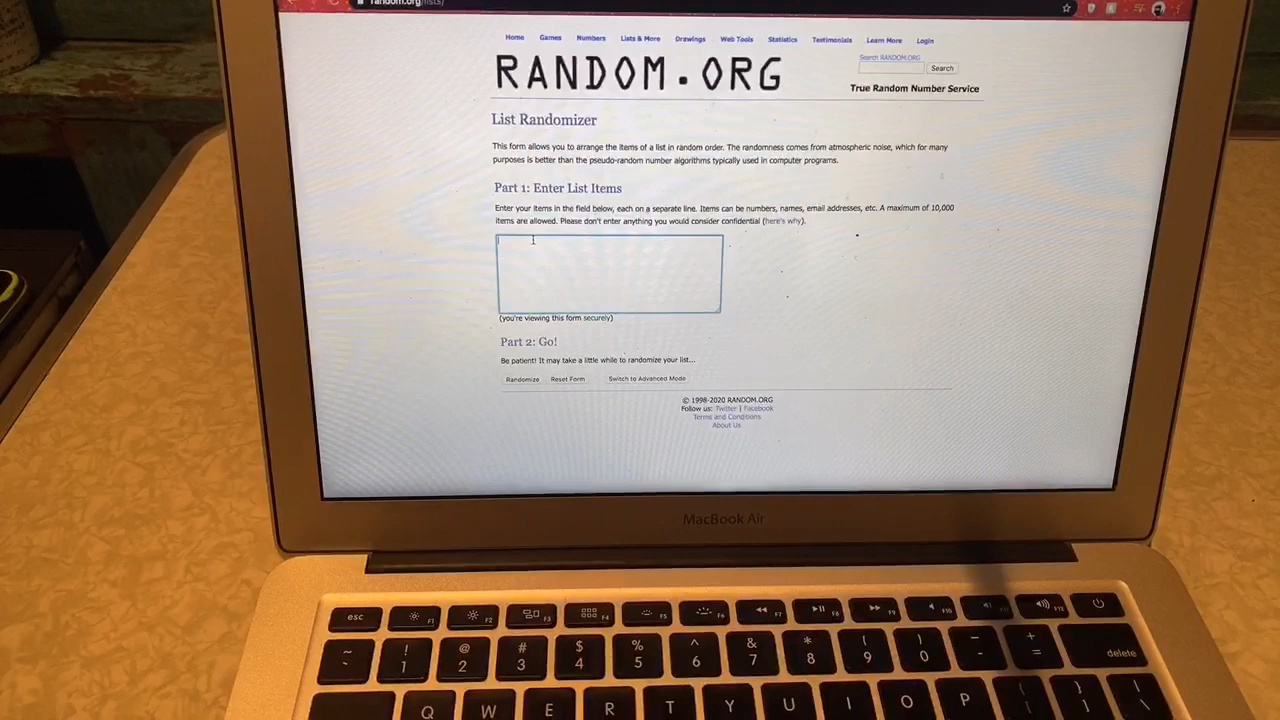 random.org/lists/
Home Games Numbers Lists & More Drawings Web Tools Statistics Testimonials Learn More Login
Search RANDOM.ORG
RANDOM.ORG
Search
True Random Number Service
List Randomizer
This form allows you to arrange the items of a list in random order. The randomness comes from atmospheric noise, which for many
purposes is better than the pseudo-random number algorithms typically used in computer programs.
Part 1: Enter List Items
Enter your items in the field below, each on a separate line. Items can be numbers, names, email addresses, etc. A maximum of 10,000
items are allowed. Please don't enter anything you would consider confidential (here's why).
(you're viewing this form securely)
Part 2: Go!
Be patient! It may take a little while to randomize your list...
Randomize Reset Form Switch to Advanced Mode
© 1998-2020 RANDOM.ORG
Follow us: Twitter | Facebook
Terms and Conditions
About Us
MacBook Air
esc F1 F2 F3 F4 F5 F6 F7 F8 F9 F10 F12
~ ! @ # $ % ^ & * ( ) - +
` 1 2 3 4 5 6 7 8 9 0 - = delete
Q W E R T Y U I O P { } \